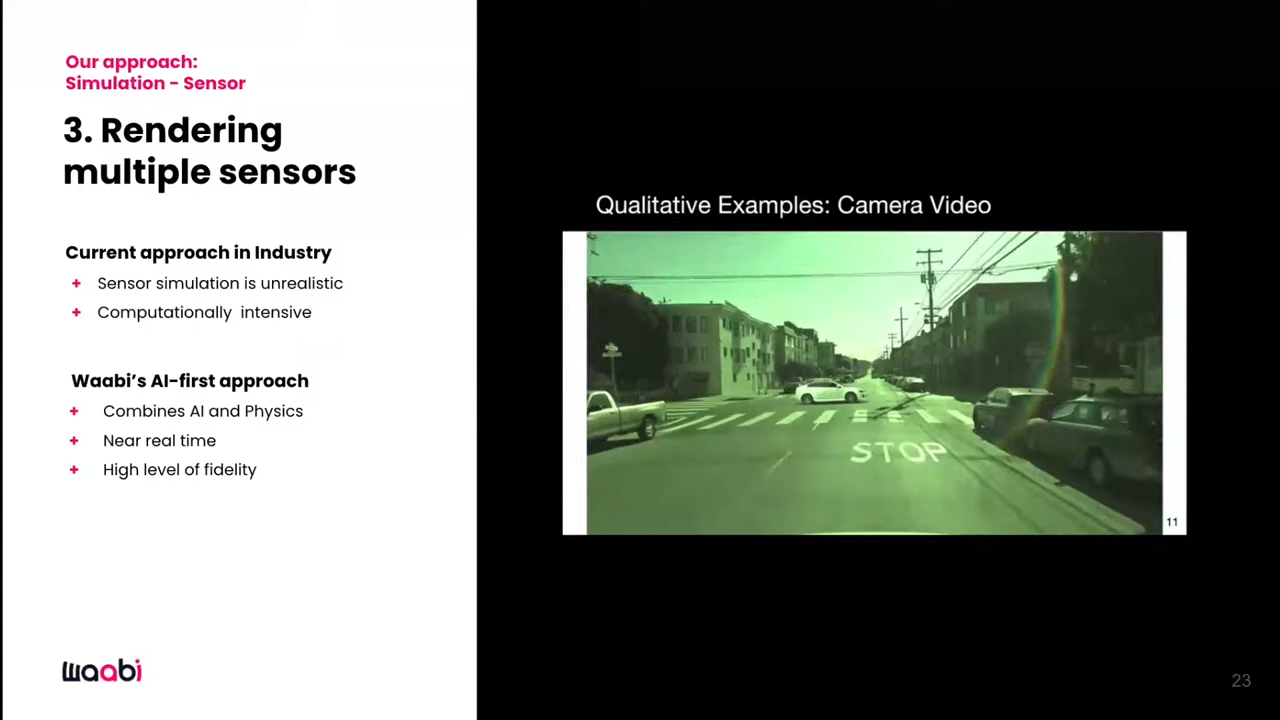 Our approach:
Simulation - Sensor
3. Rendering
multiple sensors
Current approach in Industry
+ Sensor simulation is unrealistic
+ Computationally intensive
Waabi’s AI-first approach
+ Combines AI and Physics
+ Near real time
+ High level of fidelity
waabi
Qualitative Examples: Camera Video
STOP
11
23